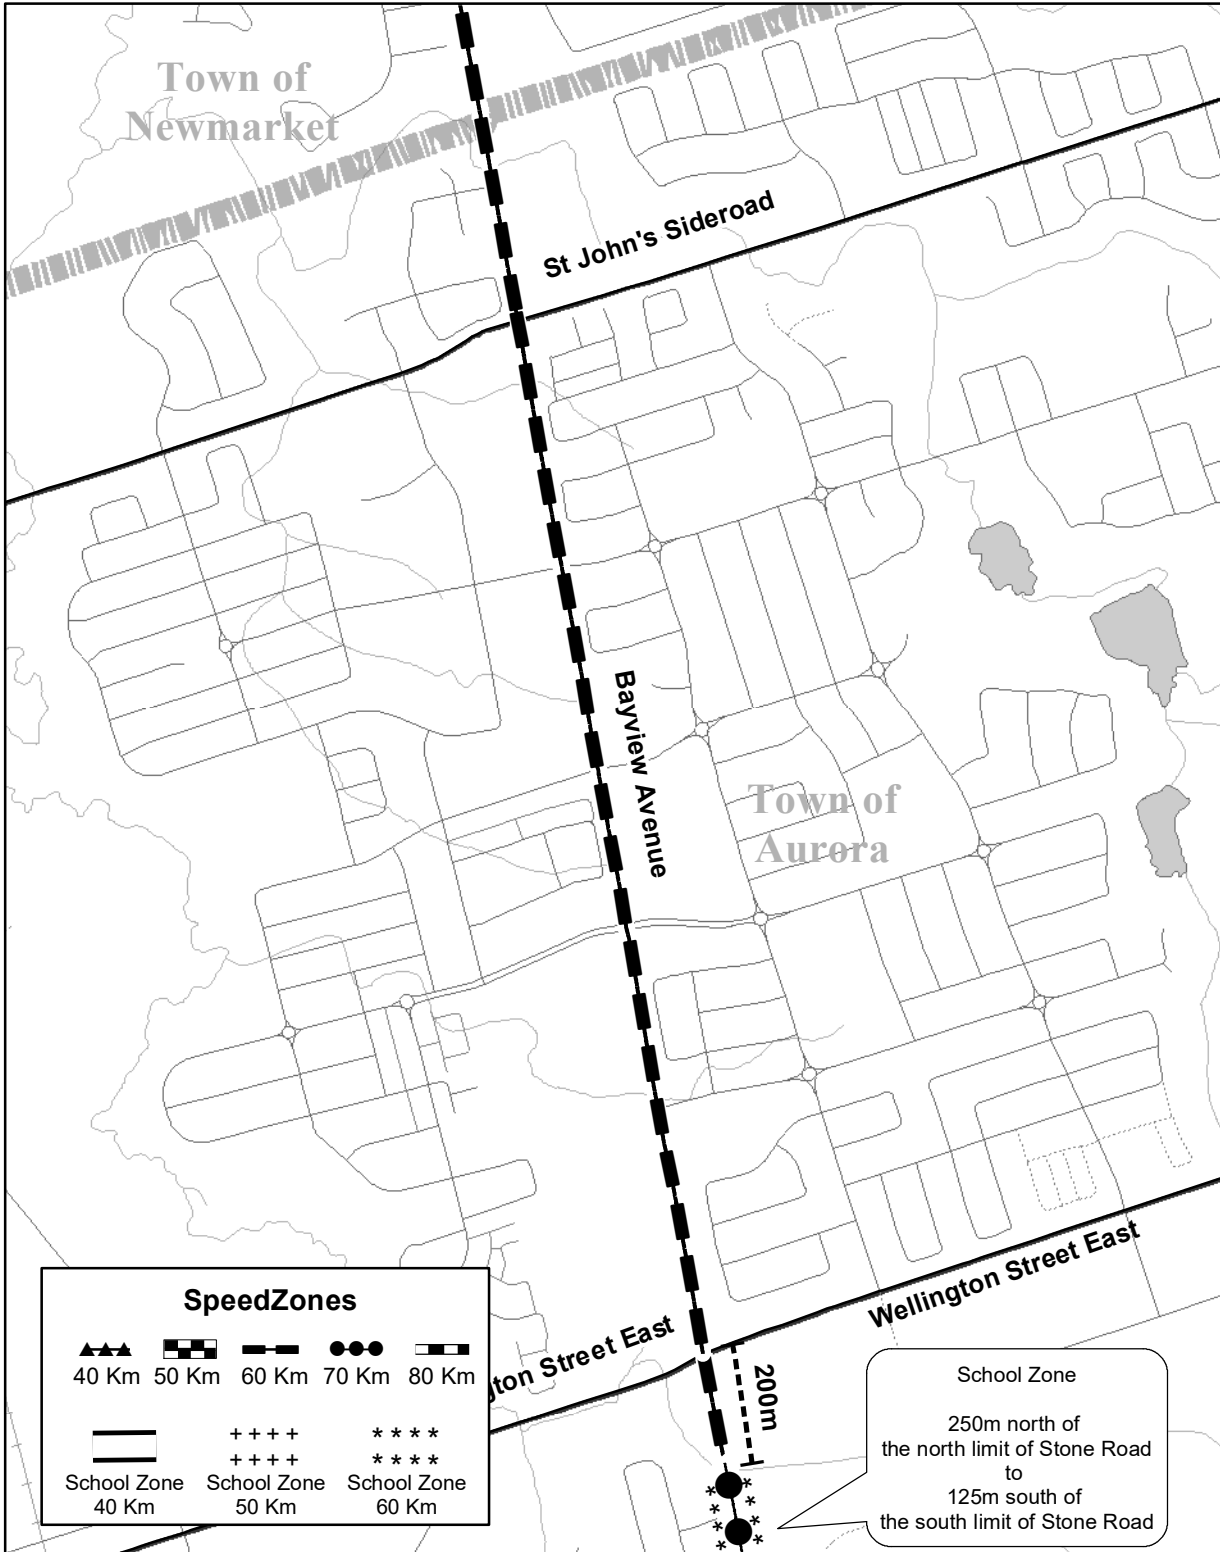 Town of
Newmarket
St John's Sideroad
Bayview Avenue
Town of
Aurora
Wellington Street East
gton Street East
200m
SpeedZones
40 Km 50 Km 60 Km 70 Km 80 Km
School Zone School Zone School Zone
40 Km 50 Km 60 Km
School Zone
250m north of
the north limit of Stone Road
to
125m south of
the south limit of Stone Road